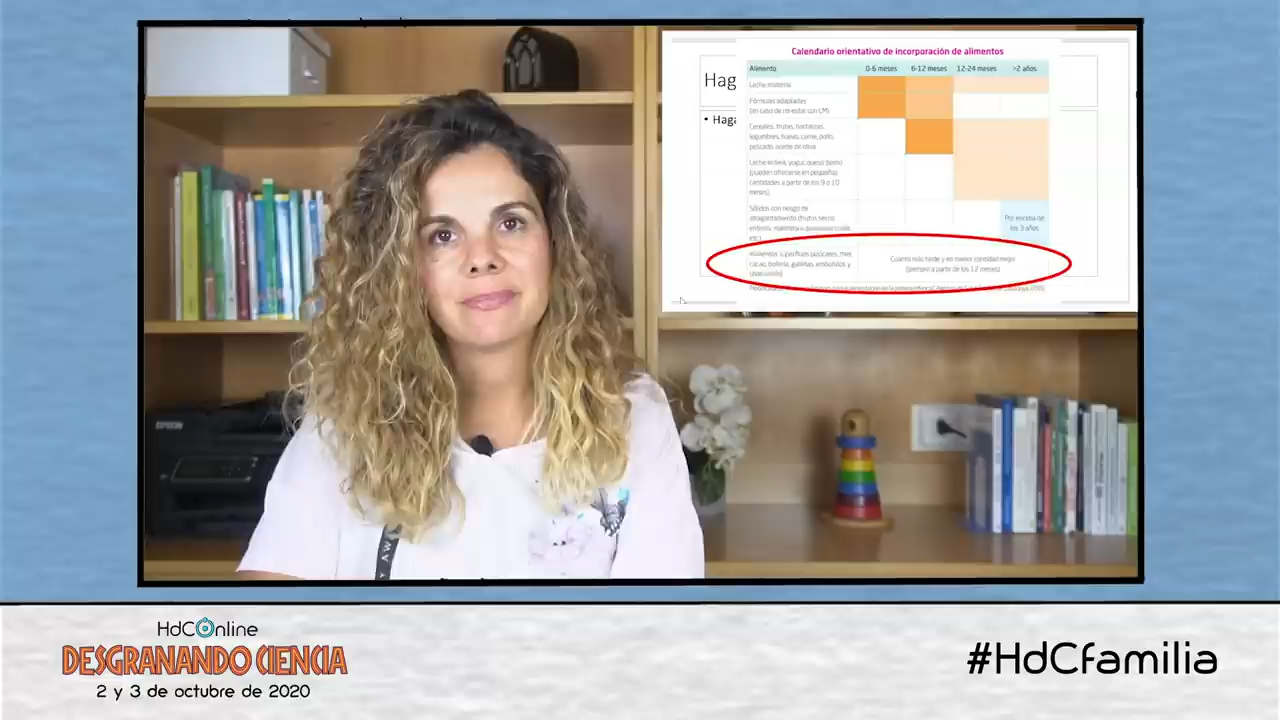 Calendario orientativo de incorporación de alimentos
Alimento 0-6 meses 6-12 meses 12-24 meses >2 años
Hag
Leche materna
Fórmulas adaptadas
(en caso de no estar con LM)
• Haga
Cereales, frutas, hortalizas,
legumbres, huevo, carne, pollo,
pescado, aceite de oliva
Leche entera, yogur, queso tierno
(pueden ofrecerse en pequeñas
cantidades a partir de los 9 o 10
meses)
Sólidos con riesgo de
atragantamiento (frutos secos
enteros, manzana o
etc.)
Por encima de
los 3 años
Alimentos superfluos (azúcares, miel,
cacao, bollería, galletas, embutidos y
Cuanto más tarde y en menor cantidad mejor
(siempre a partir de los 12 meses)
EPSON
Y AW
HdCOnline
DESGRANANDO CIENCIA
2 y 3 de octubre de 2020
#HdCfamilia